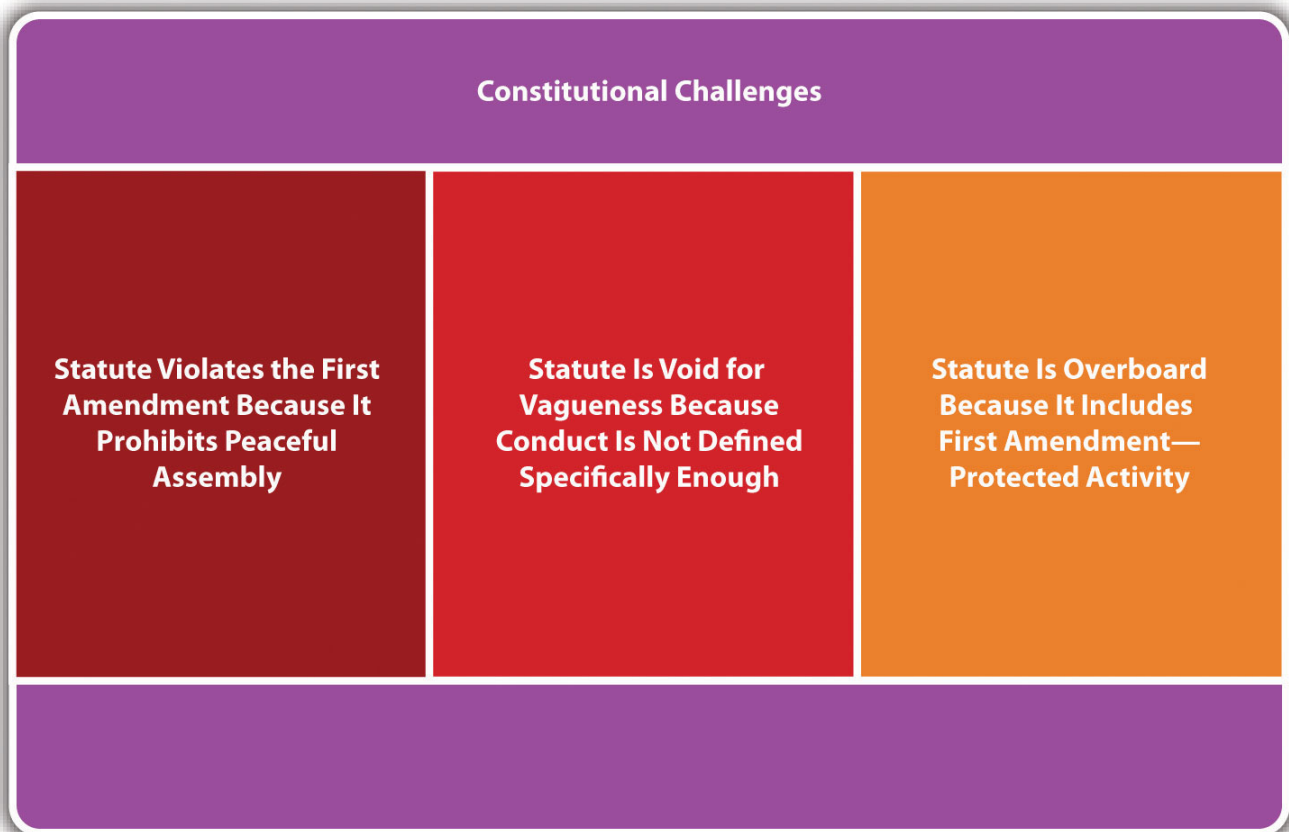 Constitutional Challenges
Statute Violates the First
Amendment Because It
Prohibits Peaceful
Assembly
Statute Is Void for
Vagueness Because
Conduct Is Not Defined
Specifically Enough
Statute Is Overboard
Because It Includes
First Amendment—
Protected Activity